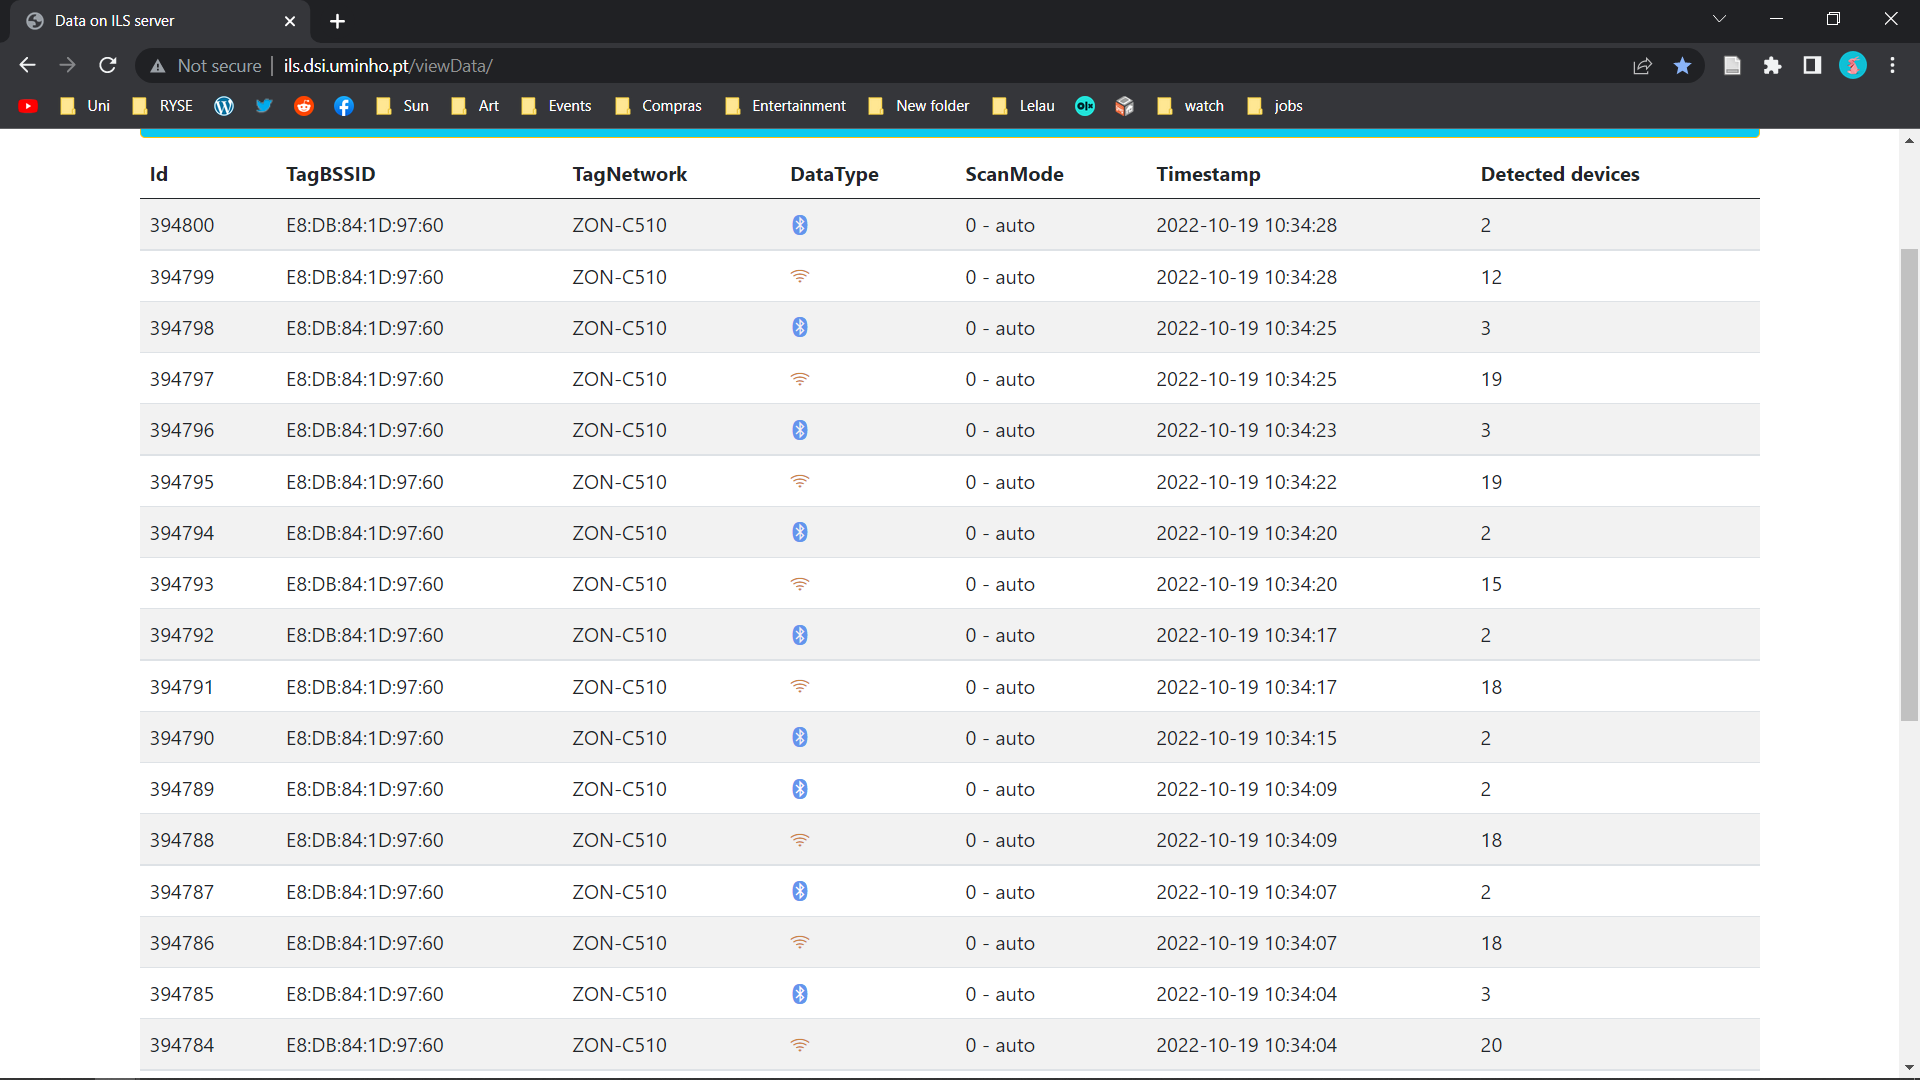 Data on ILS server
Not secure ils.dsi.uminho.pt/viewData/
Uni RYSE Sun Art Events Compras Entertainment New folder Lelau olx watch jobs
Id TagBSSID TagNetwork DataType ScanMode Timestamp Detected devices
394800 E8:DB:84:1D:97:60 ZON-C510 0 - auto 2022-10-19 10:34:28 2
394799 E8:DB:84:1D:97:60 ZON-C510 0 - auto 2022-10-19 10:34:28 12
394798 E8:DB:84:1D:97:60 ZON-C510 0 - auto 2022-10-19 10:34:25 3
394797 E8:DB:84:1D:97:60 ZON-C510 0 - auto 2022-10-19 10:34:25 19
394796 E8:DB:84:1D:97:60 ZON-C510 0 - auto 2022-10-19 10:34:23 3
394795 E8:DB:84:1D:97:60 ZON-C510 0 - auto 2022-10-19 10:34:22 19
394794 E8:DB:84:1D:97:60 ZON-C510 0 - auto 2022-10-19 10:34:20 2
394793 E8:DB:84:1D:97:60 ZON-C510 0 - auto 2022-10-19 10:34:20 15
394792 E8:DB:84:1D:97:60 ZON-C510 0 - auto 2022-10-19 10:34:17 2
394791 E8:DB:84:1D:97:60 ZON-C510 0 - auto 2022-10-19 10:34:17 18
394790 E8:DB:84:1D:97:60 ZON-C510 0 - auto 2022-10-19 10:34:15 2
394789 E8:DB:84:1D:97:60 ZON-C510 0 - auto 2022-10-19 10:34:09 2
394788 E8:DB:84:1D:97:60 ZON-C510 0 - auto 2022-10-19 10:34:09 18
394787 E8:DB:84:1D:97:60 ZON-C510 0 - auto 2022-10-19 10:34:07 2
394786 E8:DB:84:1D:97:60 ZON-C510 0 - auto 2022-10-19 10:34:07 18
394785 E8:DB:84:1D:97:60 ZON-C510 0 - auto 2022-10-19 10:34:04 3
394784 E8:DB:84:1D:97:60 ZON-C510 0 - auto 2022-10-19 10:34:04 20